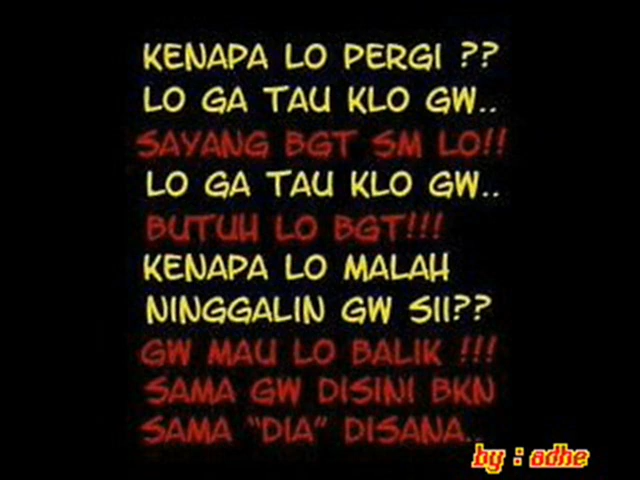 KENAPA LO PERGI ??
LO GA TAU KLO GW..
SAYANG BGT SM LO!!
LO GA TAU KLO GW..
BUTUH LO BGT!!!
KENAPA LO MALAH
NINGGALIN GW SII??
GW MAU LO BALIK !!!
SAMA GW DISINI BKN
SAMA "DIA" DISANA..
by : adhe